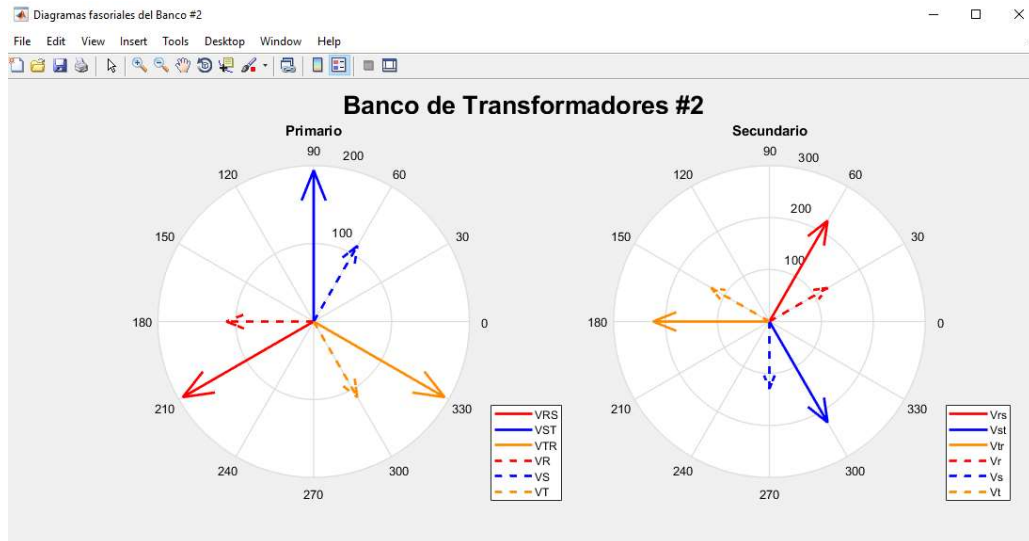 Diagramas fasoriales del Banco #2
File Edit View Insert Tools Desktop Window Help
Banco de Transformadores #2
Primario
90
200
120
60
100
150
30
180
0
210
330
240
300
270
VRS
VST
VTR
VR
VS
VT
Secundario
90
300
120
60
200
150
30
100
180
0
210
330
240
300
270
Vrs
Vst
Vtr
Vr
Vs
Vt